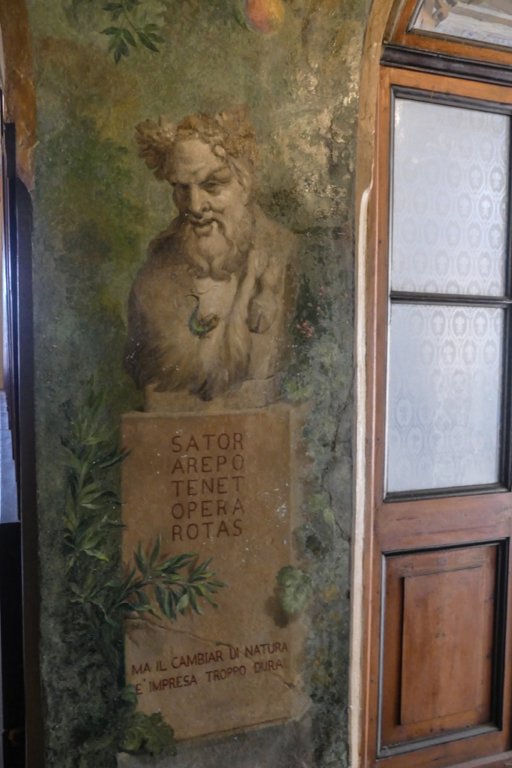 SATOR
AREPO
TENET
OPERA
ROTAS
MA IL CAMBIAR DI NATURA
E' IMPRESA TROPPO DURA